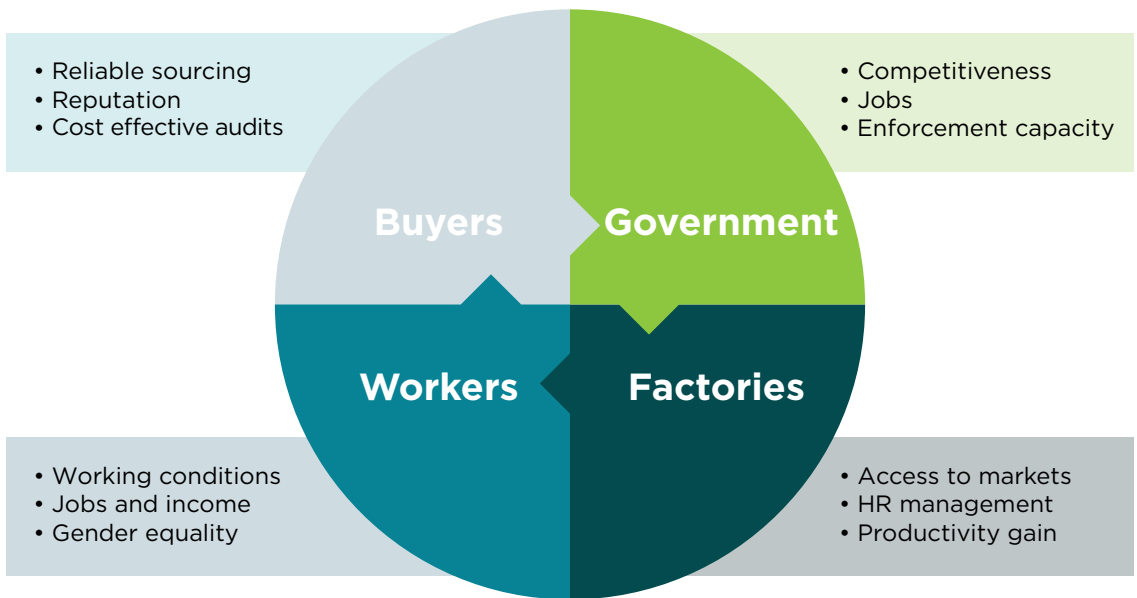 • Reliable sourcing
• Reputation
• Cost effective audits
• Competitiveness
• Jobs
• Enforcement capacity
Buyers
Government
Workers
Factories
• Working conditions
• Jobs and income
• Gender equality
• Access to markets
• HR management
• Productivity gain